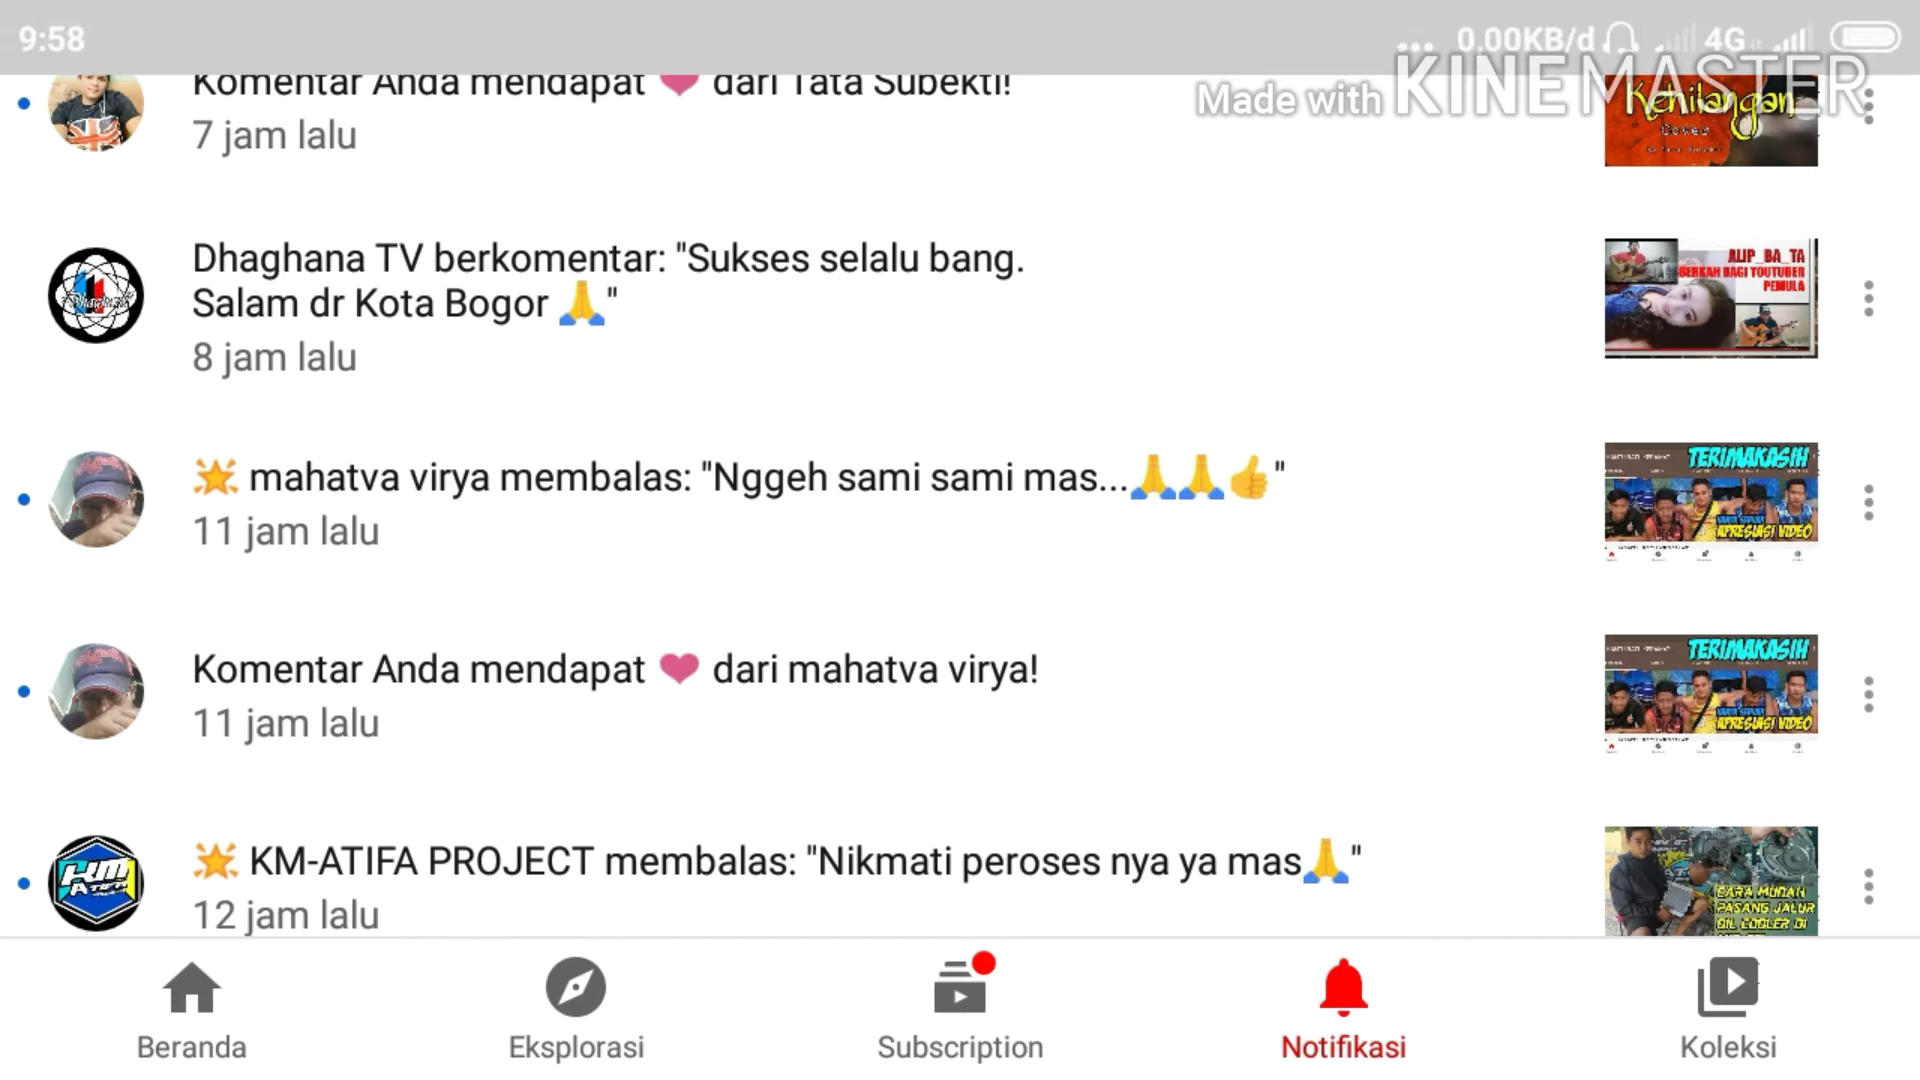 9:58
... 0.00KB/d 4G
Made with KINEMASTER
Komentar Anda mendapat ❤ dari Tata Subekti!
7 jam lalu
Kehilangan
Cover
Dhaghana TV berkomentar: "Sukses selalu bang.
Salam dr Kota Bogor 🙏"
8 jam lalu
ALIP_BA_TA
BERKAH BAGI YOUTUBER
PEMULA
🌟 mahatva virya membalas: "Nggeh sami sami mas...🙏🙏👍"
11 jam lalu
TERIMAKASIH
APRESIASI VIDEO
Komentar Anda mendapat ❤ dari mahatva virya!
11 jam lalu
TERIMAKASIH
APRESIASI VIDEO
KM
ATIFA
🌟 KM-ATIFA PROJECT membalas: "Nikmati peroses nya ya mas🙏"
12 jam lalu
CARA MUDAH
PASANG JALUR
OIL COOLER DI
Beranda
Eksplorasi
Subscription
Notifikasi
Koleksi